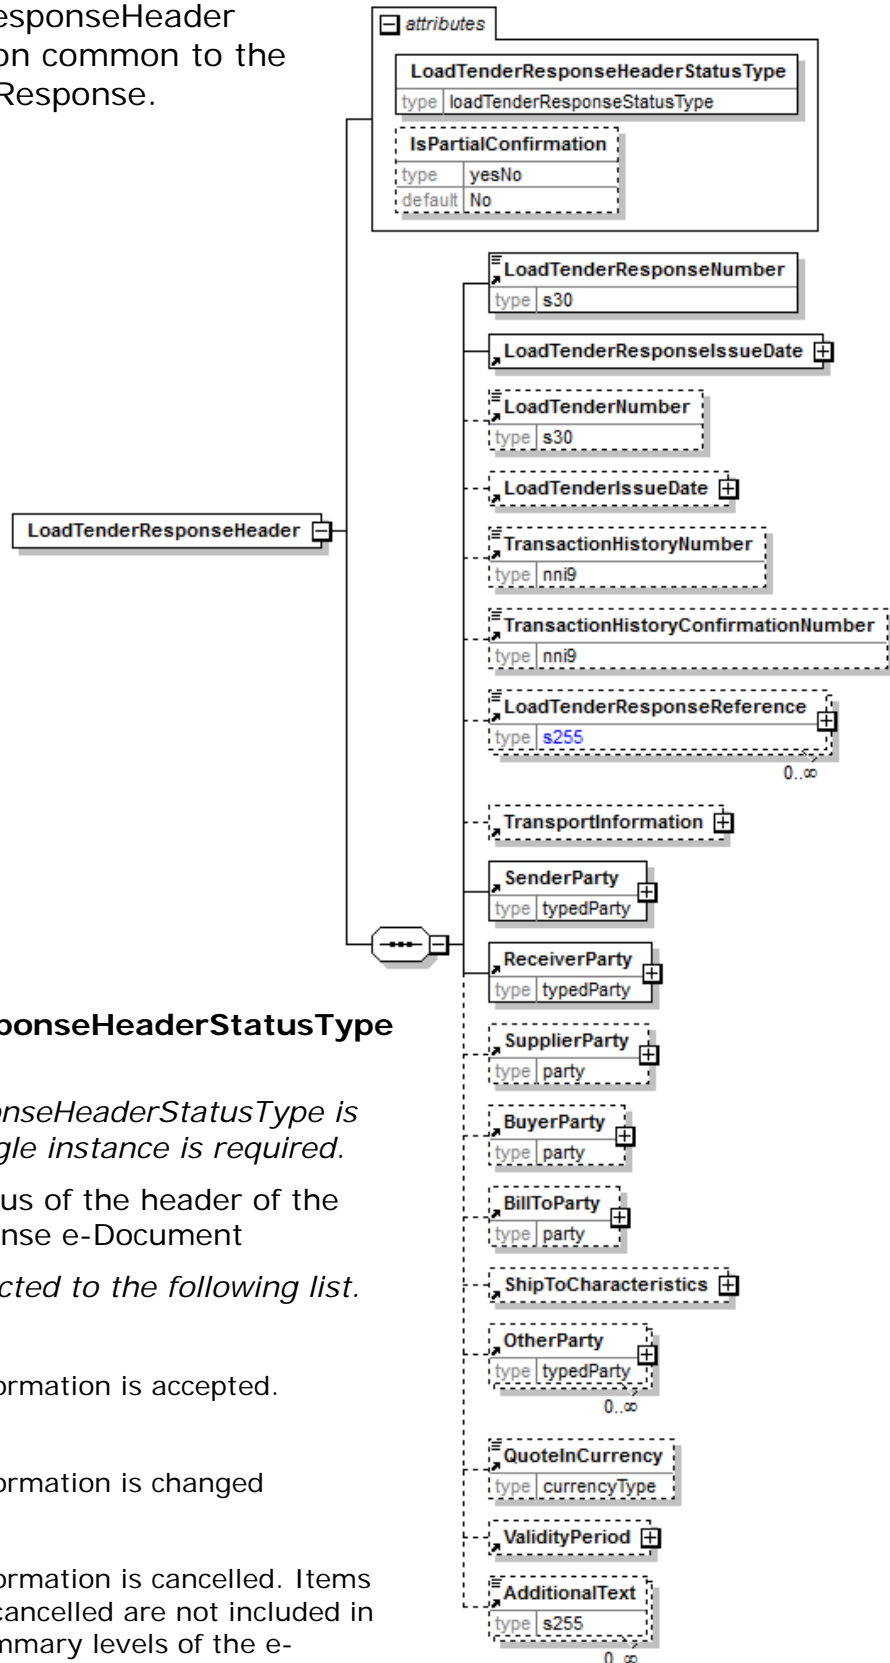 esponseHeader
on common to the
Response.
attributes
LoadTenderResponseHeaderStatusType
type loadTenderResponseStatusType
IsPartialConfirmation
type yesNo
default No
LoadTenderResponseNumber
type s30
LoadTenderResponseIssueDate
LoadTenderNumber
type s30
LoadTenderIssueDate
LoadTenderResponseHeader
TransactionHistoryNumber
type nni9
TransactionHistoryConfirmationNumber
type nni9
LoadTenderResponseReference
type s255
0..∞
TransportInformation
SenderParty
type typedParty
ReceiverParty
type typedParty
SupplierParty
type party
BuyerParty
type party
BillToParty
type party
ShipToCharacteristics
OtherParty
type typedParty
0..∞
QuoteInCurrency
type currencyType
ValidityPeriod
AdditionalText
type s255
0..∞
ponseHeaderStatusType
onseHeaderStatusType is
gle instance is required.
us of the header of the
nse e-Document
cted to the following list.
ormation is accepted.
ormation is changed
ormation is cancelled. Items
cancelled are not included in
mmary levels of the e-